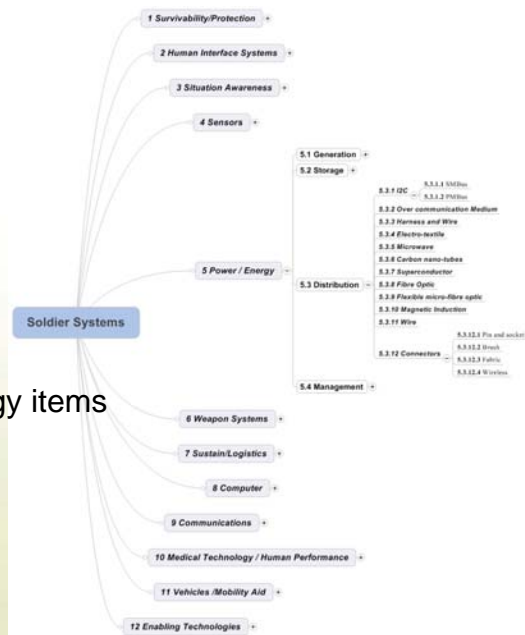 1 Survivability/Protection
2 Human Interface Systems
3 Situation Awareness
4 Sensors
5.1 Generation
5.2 Storage
5.3.1 I2C
5.3.1.1 SMBus
5.3.1.2 PMBus
5.3.2 Over communication Medium
5.3.3 Harness and Wire
5.3.4 Electro-textile
5.3.5 Microwave
5.3.6 Carbon nano-tubes
5 Power / Energy
5.3 Distribution
5.3.7 Superconductor
5.3.8 Fibre Optic
5.3.9 Flexible micro-fibre optic
5.3.10 Magnetic Induction
5.3.11 Wire
Soldier Systems
5.3.12 Connectors
5.3.12.1 Pin and socket
5.3.12.2 Brush
5.3.12.3 Fabric
5.3.12.4 Wireless
5.4 Management
gy items
6 Weapon Systems
7 Sustain/Logistics
8 Computer
9 Communications
10 Medical Technology / Human Performance
11 Vehicles /Mobility Aid
12 Enabling Technologies